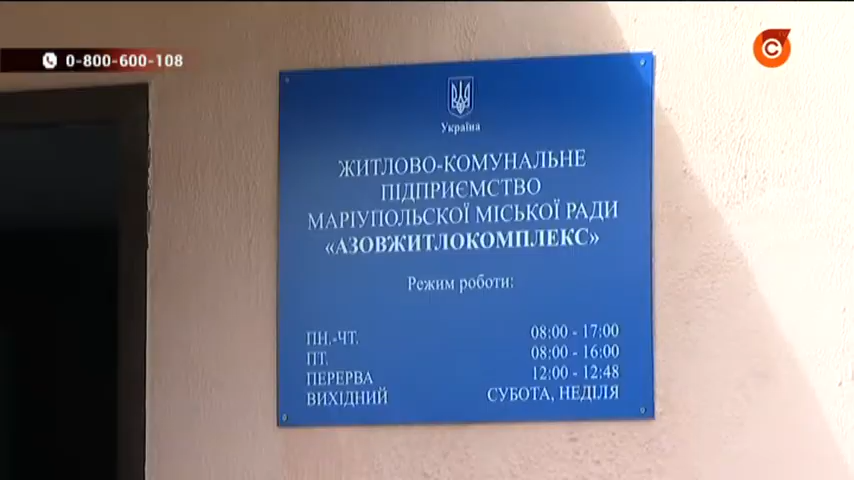 0-800-600-108
Україна
ЖИТЛОВО-КОМУНАЛЬНЕ
ПІДПРИЄМСТВО
МАРІУПОЛЬСКОЇ МІСЬКОЇ РАДИ
«АЗОВЖИТЛОКОМПЛЕКС»
Режим роботи:
ПН.-ЧТ. 08:00 - 17:00
ПТ. 08:00 - 16:00
ПЕРЕРВА 12:00 - 12:48
ВИХІДНИЙ СУБОТА, НЕДІЛЯ